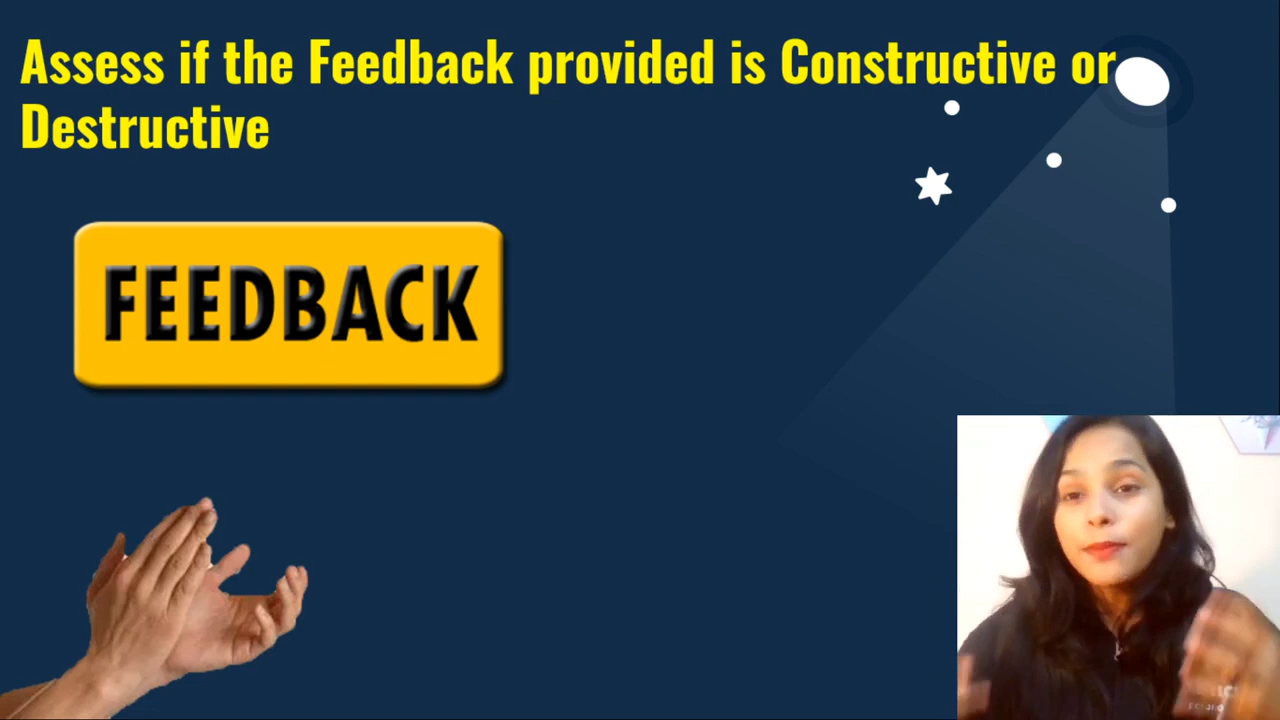 Assess if the Feedback provided is Constructive or
Destructive
FEEDBACK